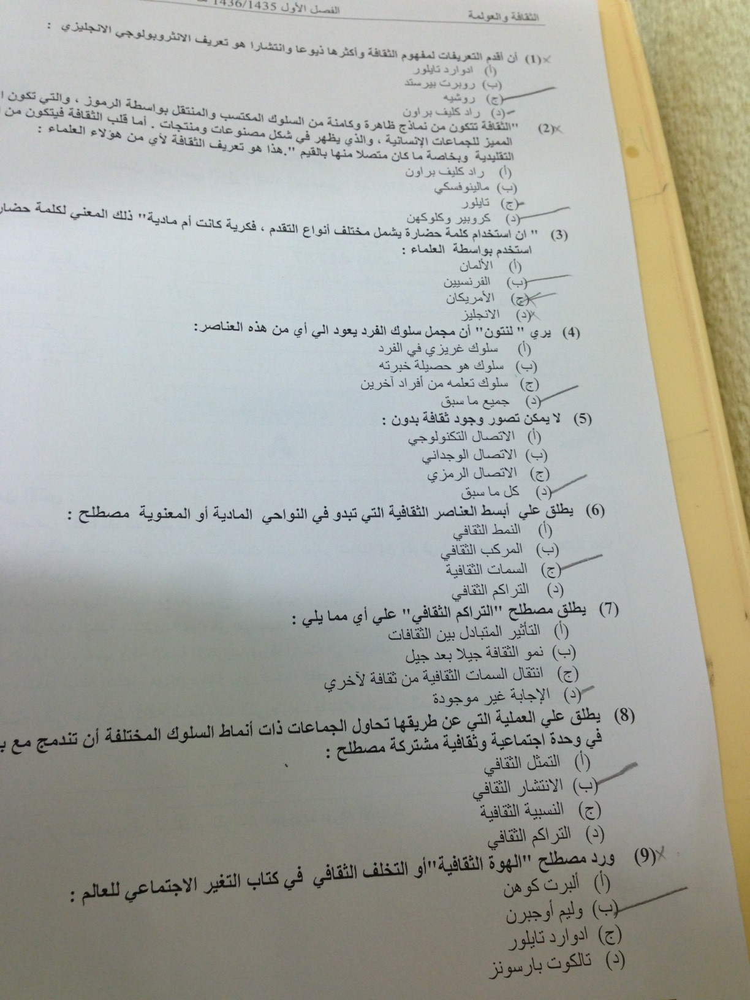 الثقافة والعولمة الفصل الأول 1436/1435
(1) أن أقدم التعريفات لمفهوم الثقافة وأكثرها ذيوعا وانتشارا هو تعريف الانثروبولوجي الانجليزي :
(أ) ادوارد تايلور
(ب) روبرت بيرستد
(ج) روشيه
(د) راد كليف براون
(2) "الثقافة تتكون من نماذج ظاهرة وكامنة من السلوك المكتسب والمنتقل بواسطة الرموز ، والتي تكون
المميز للجماعات الإنسانية ، والذي يظهر في شكل مصنوعات ومنتجات . أما قلب الثقافة فيتكون من
التقليدية وبخاصة ما كان متصلا منها بالقيم ".هذا هو تعريف الثقافة لأي من هؤلاء العلماء :
(أ) راد كليف براون
(ب) مالينوفسكي
(ج) تايلور
(د) كروبير وكلوكهن
(3) " ان استخدام كلمة حضارة يشمل مختلف أنواع التقدم ، فكرية كانت أم مادية" ذلك المعني لكلمة حضار
استخدم بواسطة العلماء :
(أ) الألمان
(ب) الفرنسيين
(ج) الأمريكان
(د) الانجليز
(4) يري " لنتون" أن مجمل سلوك الفرد يعود الي أي من هذه العناصر:
(أ) سلوك غريزي في الفرد
(ب) سلوك هو حصيلة خبرته
(ج) سلوك تعلمه من أفراد آخرين
(د) جميع ما سبق
(5) لا يمكن تصور وجود ثقافة بدون :
(أ) الاتصال التكنولوجي
(ب) الاتصال الوجداني
(ج) الاتصال الرمزي
(د) كل ما سبق
(6) يطلق علي أبسط العناصر الثقافية التي تبدو في النواحي المادية أو المعنوية مصطلح :
(أ) النمط الثقافي
(ب) المركب الثقافي
(ج) السمات الثقافية
(د) التراكم الثقافي
(7) يطلق مصطلح "التراكم الثقافي" علي أي مما يلي :
(أ) التأثير المتبادل بين الثقافات
(ب) نمو الثقافة جيلا بعد جيل
(ج) انتقال السمات الثقافية من ثقافة لآخري
(د) الإجابة غير موجودة
(8) يطلق علي العملية التي عن طريقها تحاول الجماعات ذات أنماط السلوك المختلفة أن تندمج مع
في وحدة اجتماعية وثقافية مشتركة مصطلح :
(أ) التمثل الثقافي
(ب) الانتشار الثقافي
(ج) النسبية الثقافية
(د) التراكم الثقافي
(9) ورد مصطلح "الهوة الثقافية"أو التخلف الثقافي في كتاب التغير الاجتماعي للعالم :
(أ) ألبرت كوهن
(ب) وليم أوجبرن
(ج) ادوارد تايلور
(د) تالكوت بارسونز